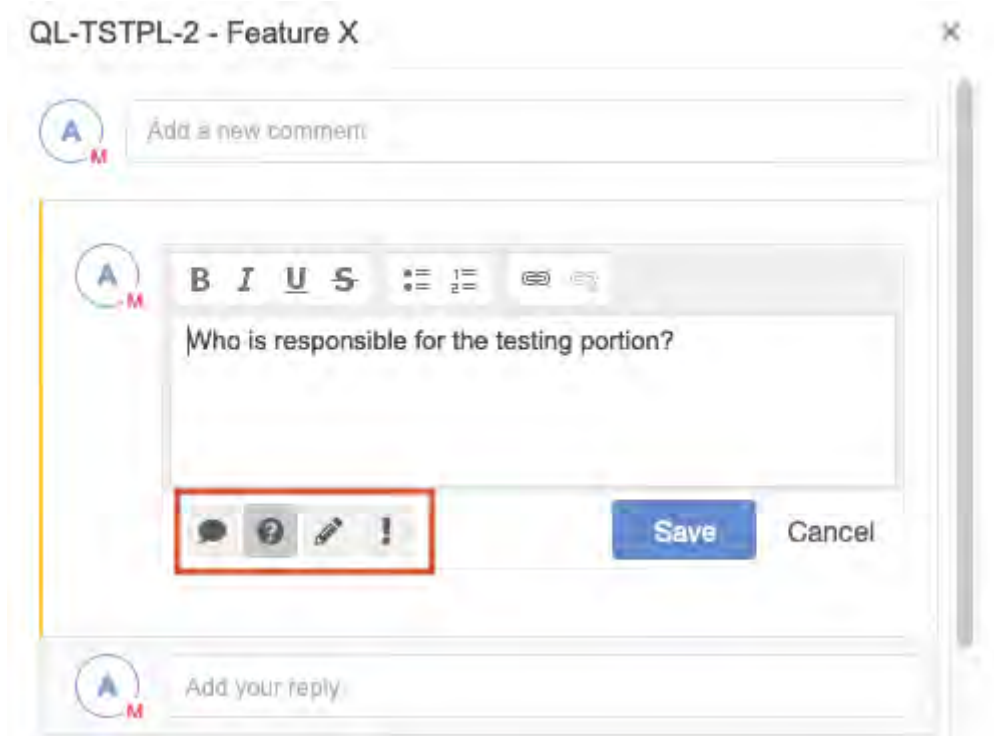 QL-TSTPL-2 - Feature X
A
M
Add a new comment
A
M
B I U S
Who is responsible for the testing portion?
Save Cancel
A
M
Add your reply